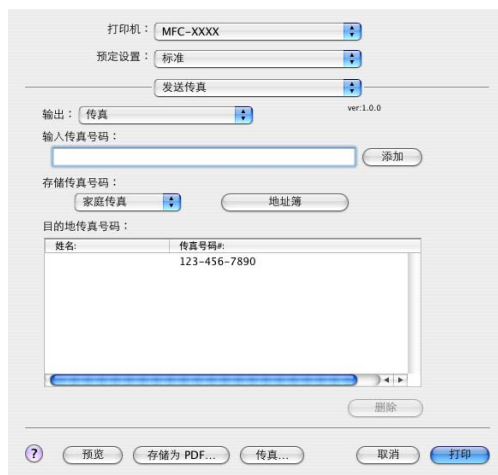 打印机： MFC-XXXX
预定设置： 标准
发送传真
输出： 传真 ver:1.0.0
输入传真号码：
添加
存储传真号码：
家庭传真 地址簿
目的地传真号码：
姓名: 传真号码#:
123-456-7890
删除
? 预览 存储为 PDF... 传真... 取消 打印